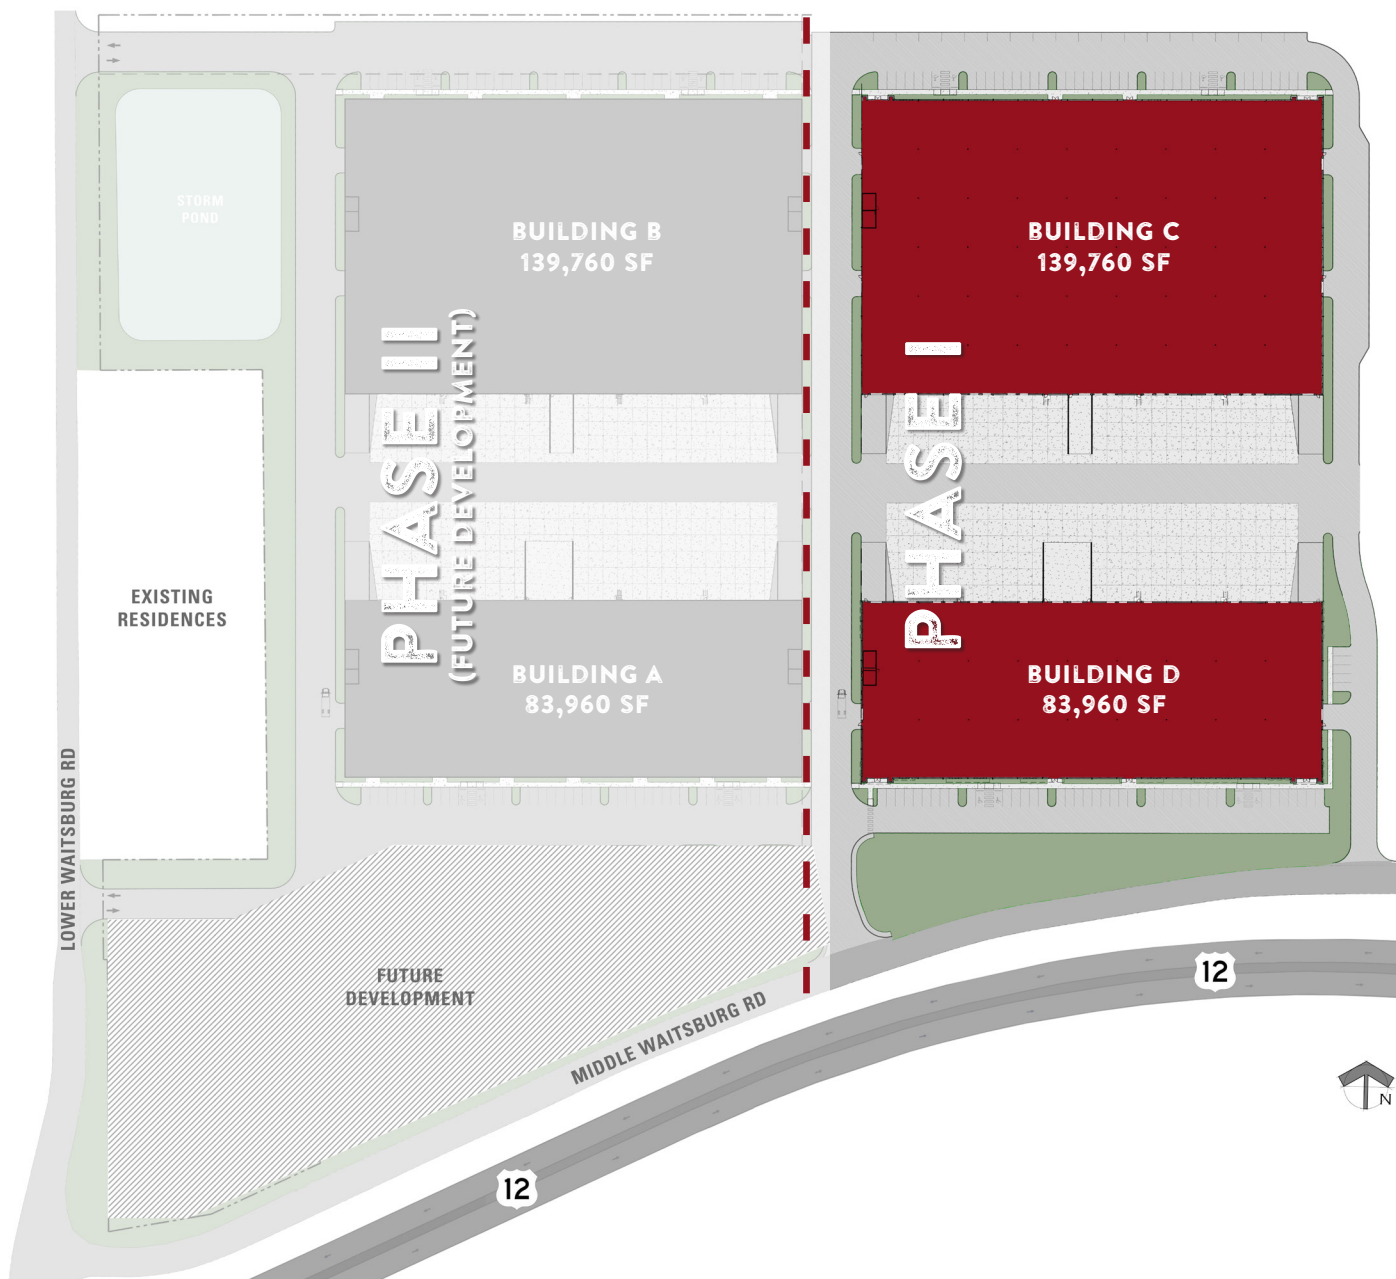 STORM
POND
BUILDING B
139,760 SF
BUILDING C
139,760 SF
PHASE II
(FUTURE DEVELOPMENT)
PHASE I
EXISTING
RESIDENCES
BUILDING A
83,960 SF
BUILDING D
83,960 SF
LOWER WAITSBURG RD
FUTURE
DEVELOPMENT
MIDDLE WAITSBURG RD
12
12
N